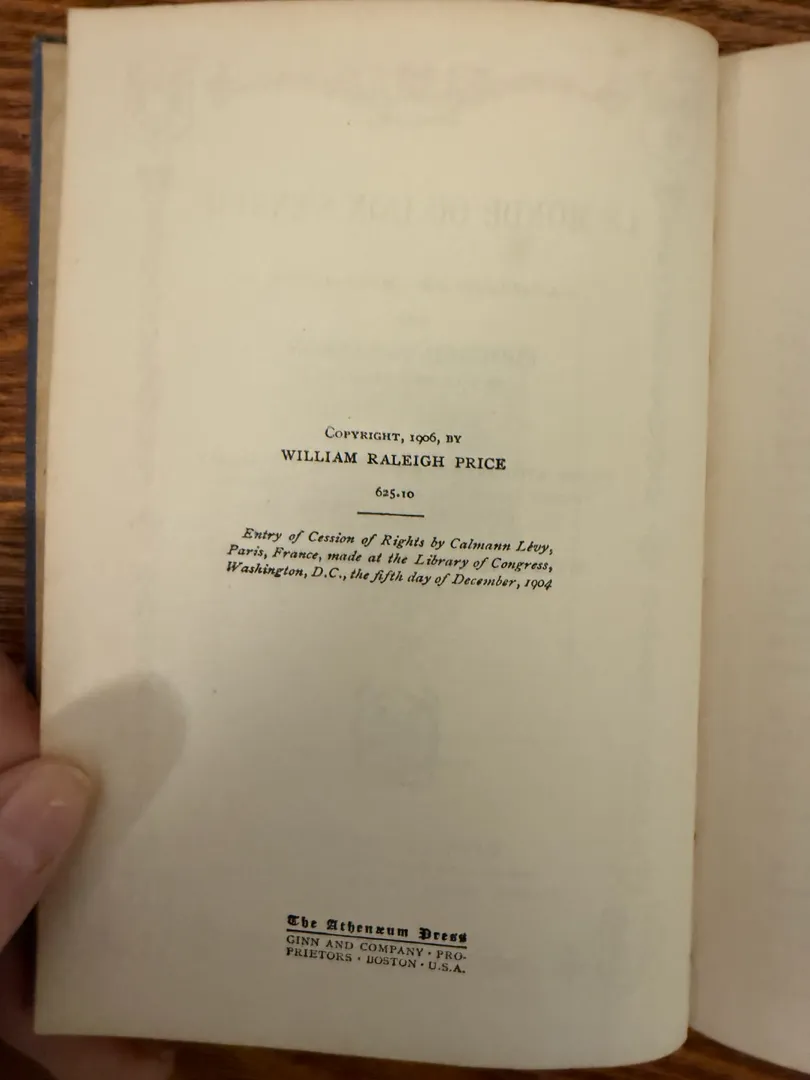 COPYRIGHT, 1906, BY
WILLIAM RALEIGH PRICE
625.10
Entry of Cession of Rights by Calmann Lévy,
Paris, France, made at the Library of Congress,
Washington, D.C., the fifth day of December, 1904
The Athenæum Press
GINN AND COMPANY · PRO-
PRIETORS · BOSTON · U.S.A.